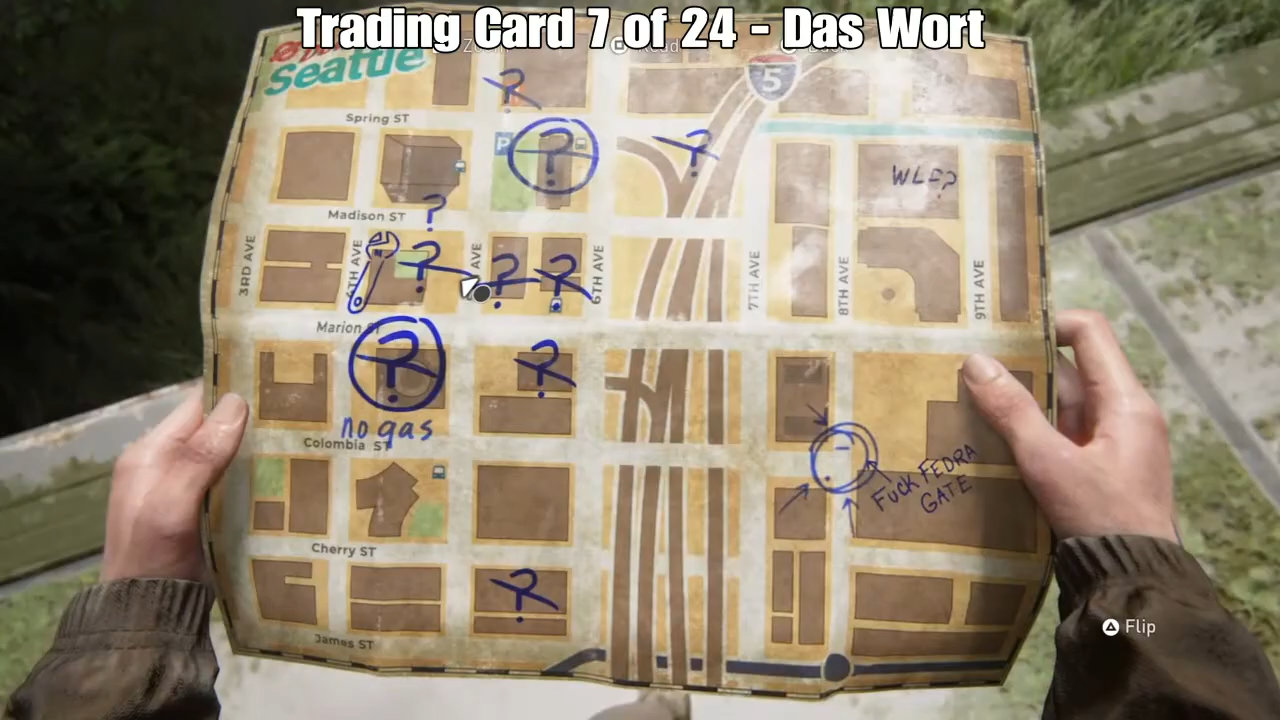 Trading Card 7 of 24 - Das Wort
Seattle
5
Spring ST
?
?
?
P
WLF?
Madison ST
?
3RD AVE
AVE
6TH AVE
7TH AVE
8TH AVE
9TH AVE
?
?
?
Marion ST
?
?
no gas
Colombia ST
FUCK FEDRA
GATE
Cherry ST
?
James ST
Flip